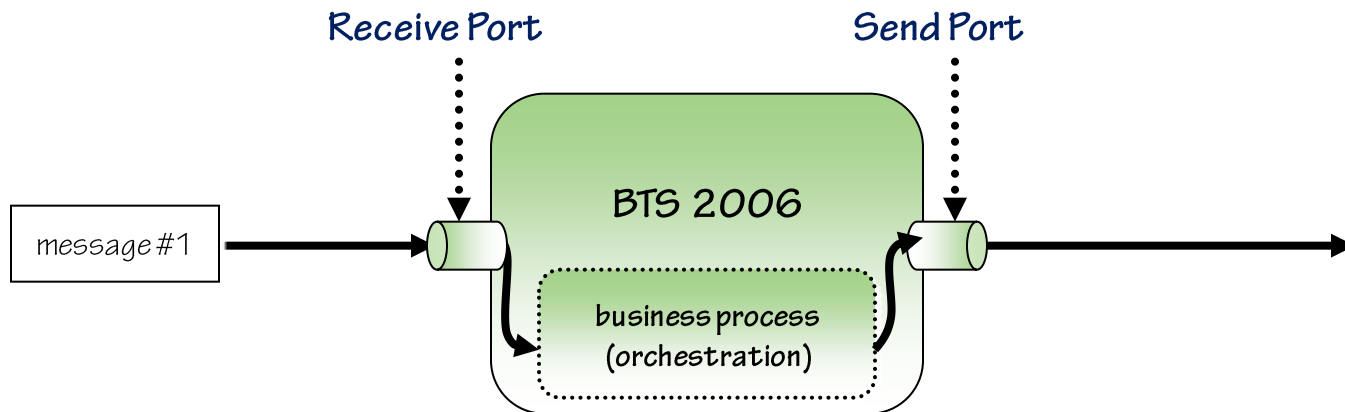 Receive Port
Send Port
BTS 2006
message #1
business process
(orchestration)